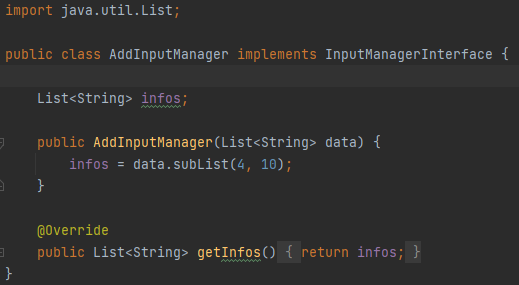 import java.util.List;
public class AddInputManager implements InputManagerInterface {
List<String> infos;
public AddInputManager(List<String> data) {
infos = data.subList(4, 10);
}
@Override
public List<String> getInfos() { return infos; }
}